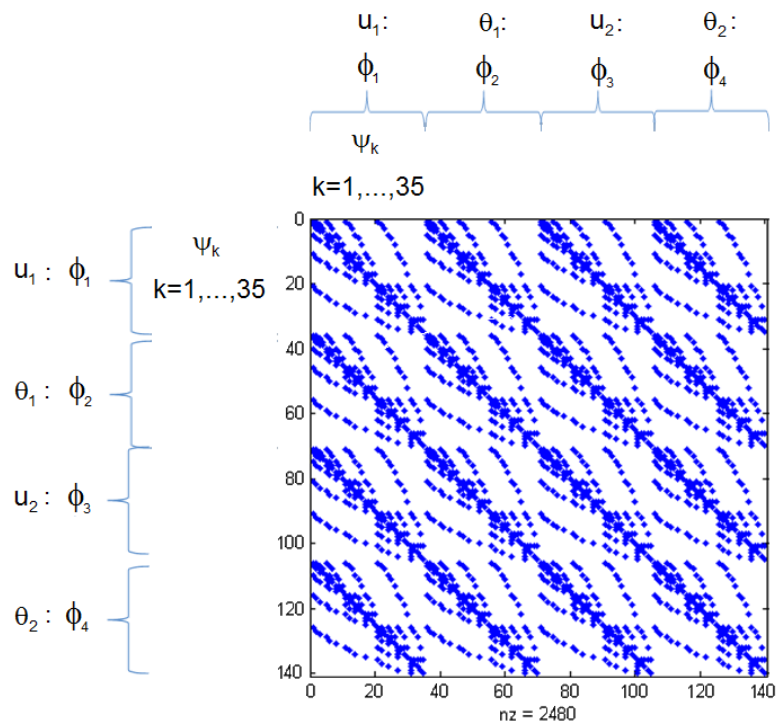 u₁: θ₁: u₂: θ₂:
ϕ₁ ϕ₂ ϕ₃ ϕ₄
ψₖ
k=1,...,35
u₁ : ϕ₁
ψₖ
k=1,...,35
θ₁ : ϕ₂
u₂ : ϕ₃
θ₂ : ϕ₄
0
20
40
60
80
100
120
140
0 20 40 60 80 100 120 140
nz = 2480